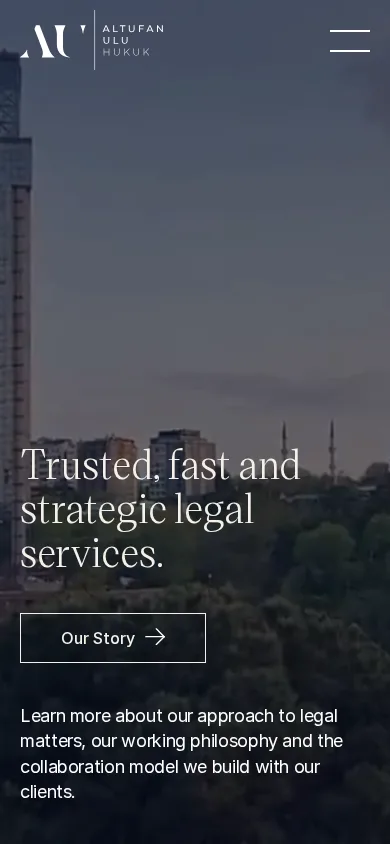 AU
ALTUFAN
ULU
HUKUK
Trusted, fast and
strategic legal
services.
Our Story
Learn more about our approach to legal
matters, our working philosophy and the
collaboration model we build with our
clients.